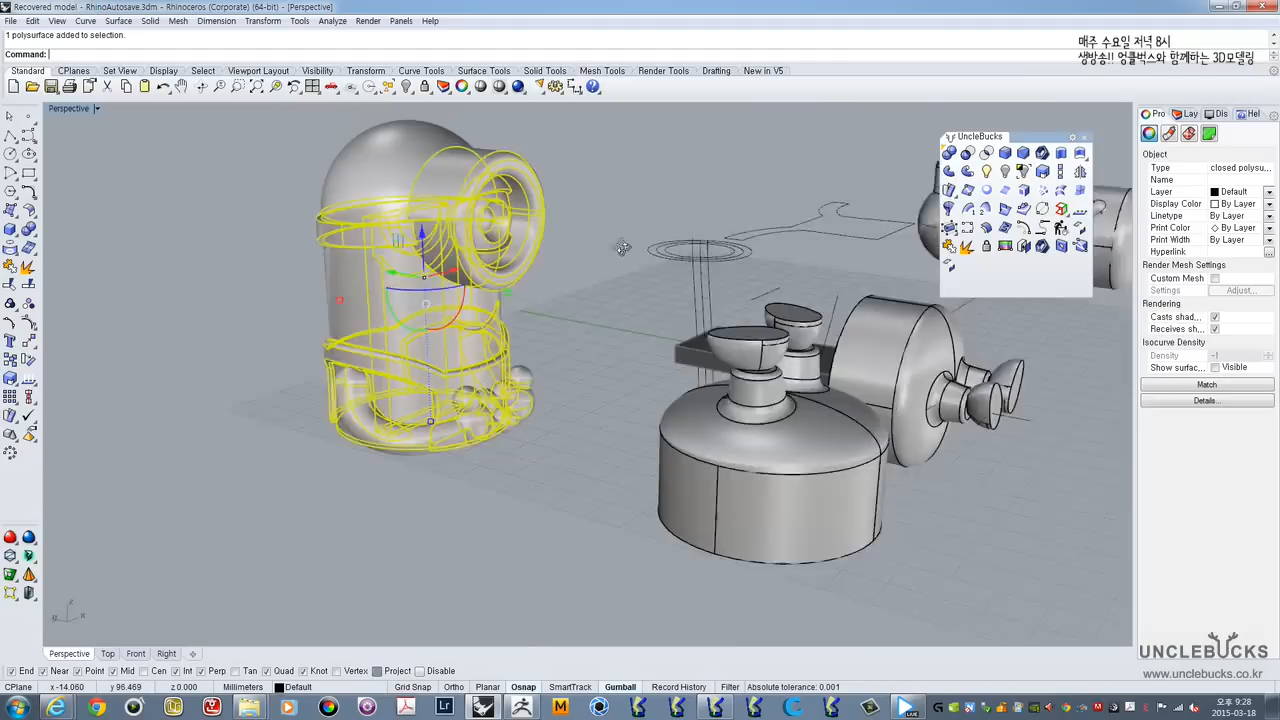 Recovered model - RhinoAutosave.3dm - Rhinoceros (Corporate) (64-bit) - [Perspective]
File Edit View Curve Surface Solid Mesh Dimension Transform Tools Analyze Render Panels Help
1 polysurface added to selection.
매주 수요일 저녁 8시
Command:
생방송!! 엉클벅스와 함께하는 3D모델링
Standard CPlanes Set View Display Select Viewport Layout Visibility Transform Curve Tools Surface Tools Solid Tools Mesh Tools Render Tools Drafting New in V5
Perspective
Pro Lay Dis Hel
UncleBucks
Object
Type closed polysu...
Name
Layer Default
Display Color By Layer
Linetype By Layer
Print Color By Layer
Print Width By Layer
Hyperlink
Render Mesh Settings
Custom Mesh
Settings Adjust...
Rendering
Casts shad...
Receives sh...
Isocurve Density
Density -1
Show surfac... Visible
Match
Details...
z
x
Perspective Top Front Right
UNCLEBUCKS
www.unclebucks.co.kr
End Near Point Mid Cen Int Perp Tan Quad Knot Vertex Project Disable
CPlane x -14.060 y 96.469 z 0.000 Millimeters Default Grid Snap Ortho Planar Osnap SmartTrack Gumball Record History Filter Absolute tolerance: 0.001
LIVE
오후 9:28
2015-03-18